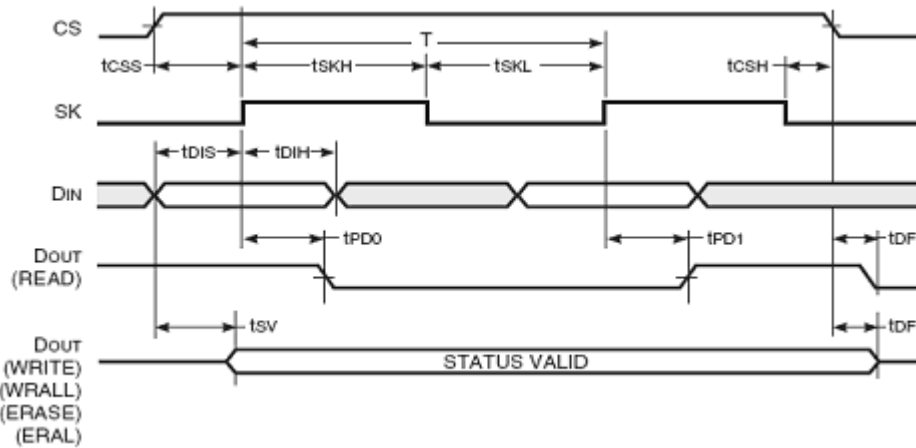 CS
T
tCSS tSKH tSKL tCSH
SK
tDIS tDIH
DIN
tPD0 tPD1 tDF
DOUT
(READ)
tSV tDF
DOUT
(WRITE) STATUS VALID
(WRALL)
(ERASE)
(ERAL)